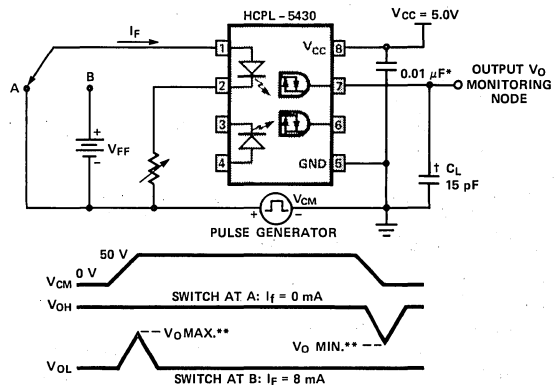 HCPL-5430
IF
VCC = 5.0V
1
VCC
8
A
B
0.01 µF*
OUTPUT VO
MONITORING
NODE
2
7
+
VFF
-
3
6
4
GND
5
† CL
15 pF
+
VCM
-
PULSE GENERATOR
50 V
VCM 0 V
SWITCH AT A: If = 0 mA
VOH
VO MAX.**
VO MIN.**
VOL
SWITCH AT B: IF = 8 mA